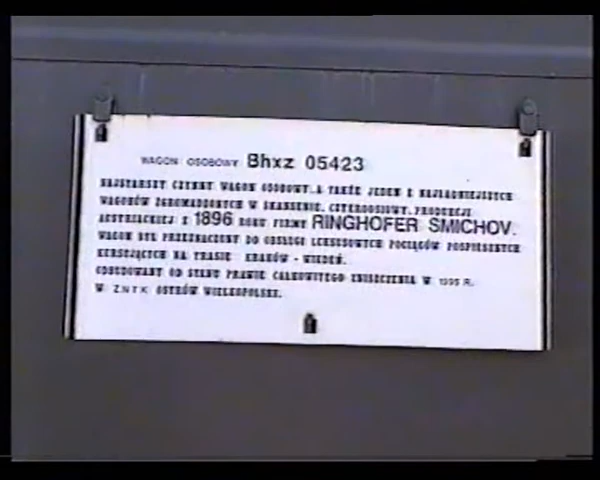 WAGON OSOBOWY Bhxz 05423
NAJSTARSZY CZYNNY WAGON OSOBOWY, A TAKŻE JEDEN Z NAJŁADNIEJSZYCH
WAGONÓW ZGROMADZONYCH W SKANSENIE. CZTEROOSIOWY, PRODUKCJI
AUSTRIACKIEJ Z 1896 ROKU FIRMY RINGHOFER SMICHOV.
WAGON BYŁ PRZEZNACZONY DO OBSŁUGI LUKSUSOWYCH POCIĄGÓW POSPIESZNYCH
KURSUJĄCYCH NA TRASIE KRAKÓW - WIEDEŃ.
ODBUDOWANY OD STANU PRAWIE CAŁKOWITEGO ZNISZCZENIA W 1995 R.
W Z.N.T.K. OSTRÓW WIELKOPOLSKI.